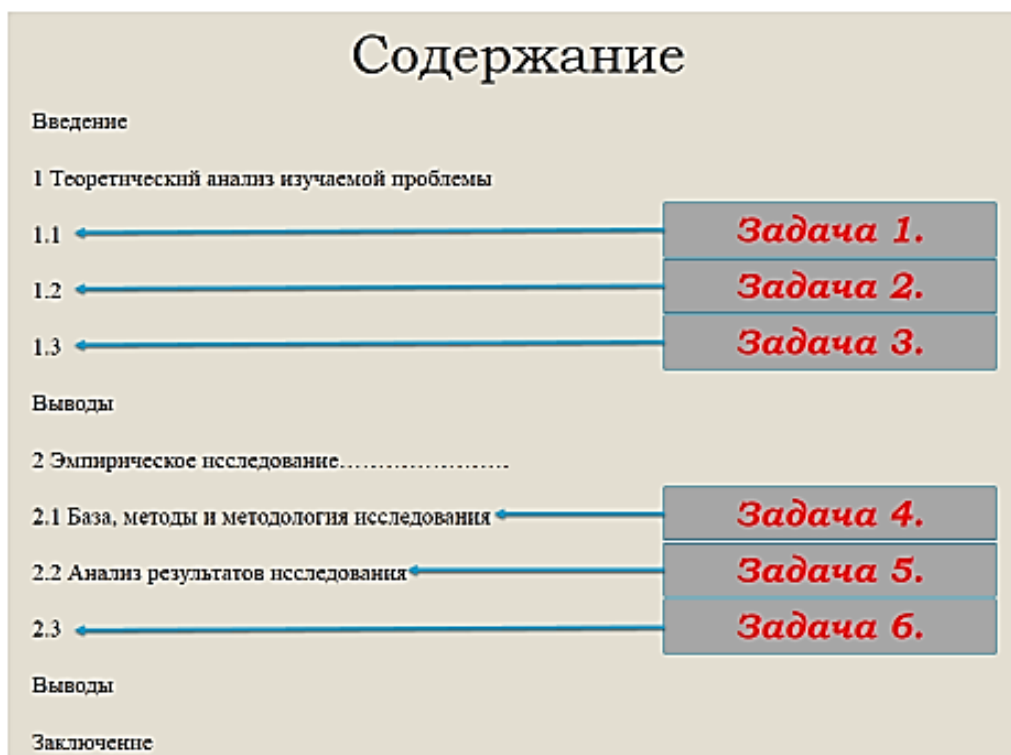 Содержание
Введение
1 Теоретический анализ изучаемой проблемы
1.1 Задача 1.
1.2 Задача 2.
1.3 Задача 3.
Выводы
2 Эмпирическое исследование.......................
2.1 База, методы и методология исследования Задача 4.
2.2 Анализ результатов исследования Задача 5.
2.3 Задача 6.
Выводы
Заключение